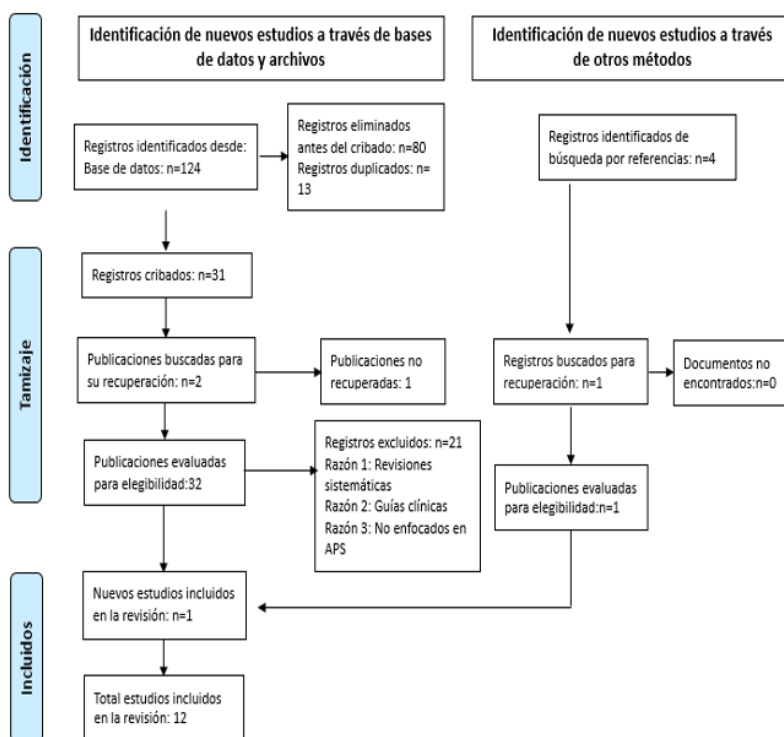 Identificación de nuevos estudios a través de bases
de datos y archivos
Identificación de nuevos estudios a través
de otros métodos
Identificación
Registros identificados desde:
Base de datos: n=124
Registros eliminados
antes del cribado: n=80
Registros duplicados: n=
13
Registros identificados de
búsqueda por referencias: n=4
Tamizaje
Registros cribados: n=31
Publicaciones buscadas para
su recuperación: n=2
Publicaciones no
recuperadas: 1
Registros buscados para
recuperación: n=1
Documentos no
encontrados:n=0
Publicaciones evaluadas
para elegibilidad:32
Registros excluidos: n=21
Razón 1: Revisiones
sistemáticas
Razón 2: Guías clínicas
Razón 3: No enfocados en
APS
Publicaciones evaluadas
para elegibilidad:n=1
Incluidos
Nuevos estudios incluidos
en la revisión: n=1
Total estudios incluidos
en la revisión: 12